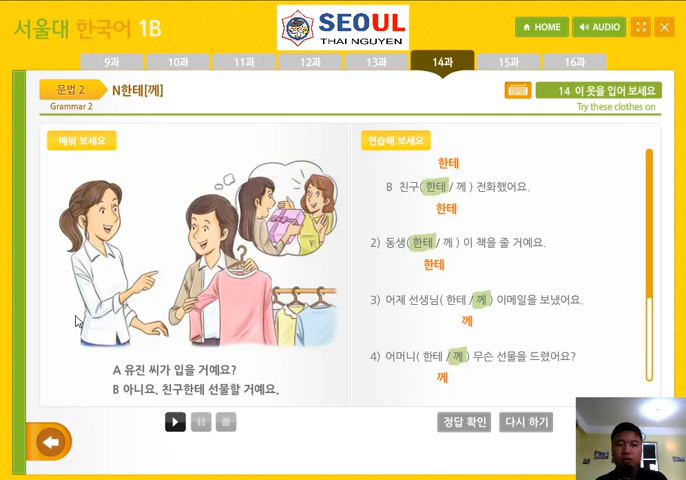 서울대 한국어 1B
SEOUL
THAI NGUYEN
HOME
AUDIO
9과
10과
11과
12과
13과
14과
15과
16과
문법 2
Grammar 2
N한테[께]
14 이 옷을 입어 보세요
Try these clothes on
배워 보세요
A 유진 씨가 입을 거예요?
B 아니요. 친구한테 선물할 거예요.
연습해 보세요
한테
B 친구( 한테 / 께 ) 전화했어요.
한테
2) 동생( 한테 / 께 ) 이 책을 줄 거예요.
한테
3) 어제 선생님( 한테 / 께 ) 이메일을 보냈어요.
께
4) 어머니( 한테 / 께 ) 무슨 선물을 드렸어요?
께
정답 확인
다시 하기